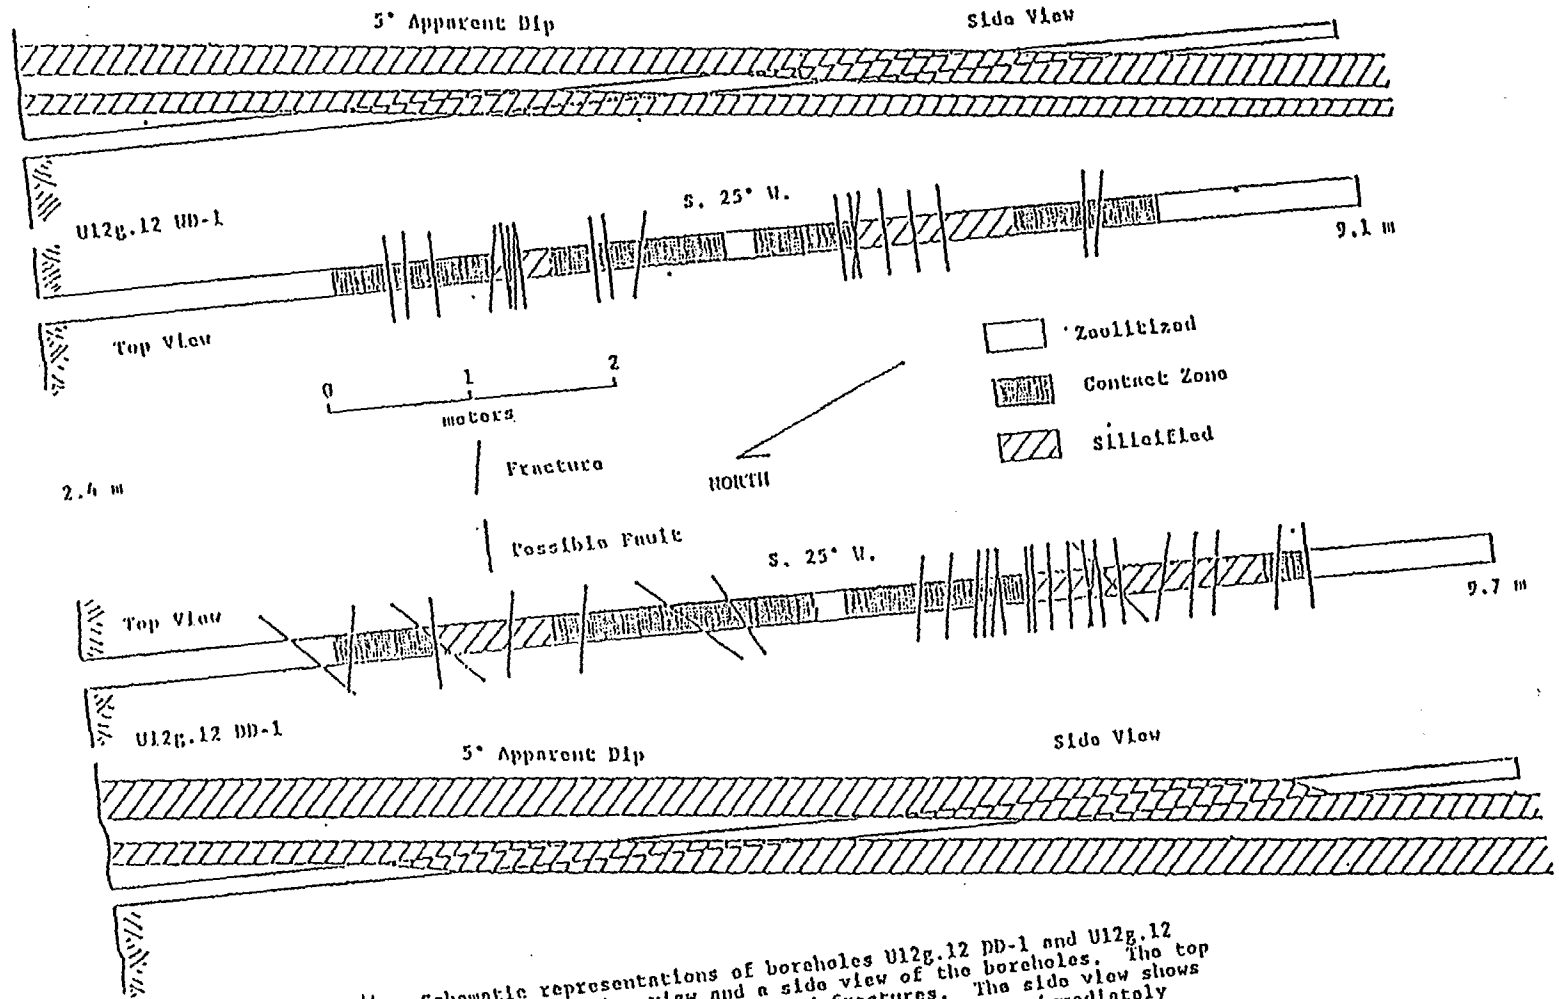 5° Apparent Dip
Side View
U12g.12 UD-1
S. 25° W.
9.1 m
Top View
Zeolitized
0 1 2
meters
Contact Zone
Silicified
Fracture
NORTH
2.4 m
Possible Fault
S. 25° W.
Top View
9.7 m
U12g.12 DD-1
5° Apparent Dip
Side View
Schematic representations of boreholes U12g.12 DD-1 and U12g.12
view and a side view of the boreholes. The top
fractures. The side view shows
immediately